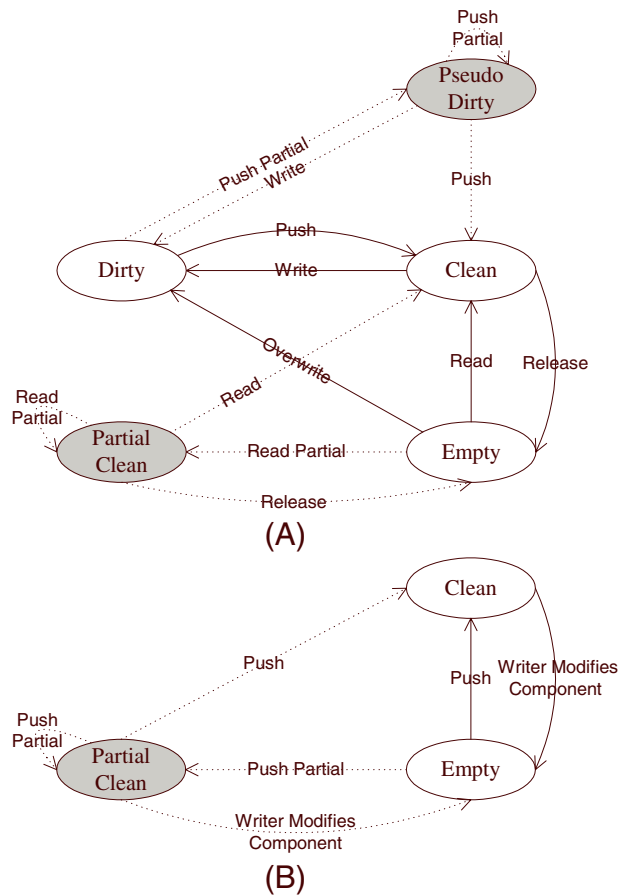 Push
Partial
Pseudo
Dirty
Push Partial
Write
Push
Dirty
Push
Write
Clean
Overwrite
Read
Read
Release
Read
Partial
Partial
Clean
Read Partial
Empty
Release
(A)
Clean
Push
Push
Writer Modifies
Component
Push
Partial
Partial
Clean
Push Partial
Empty
Writer Modifies
Component
(B)